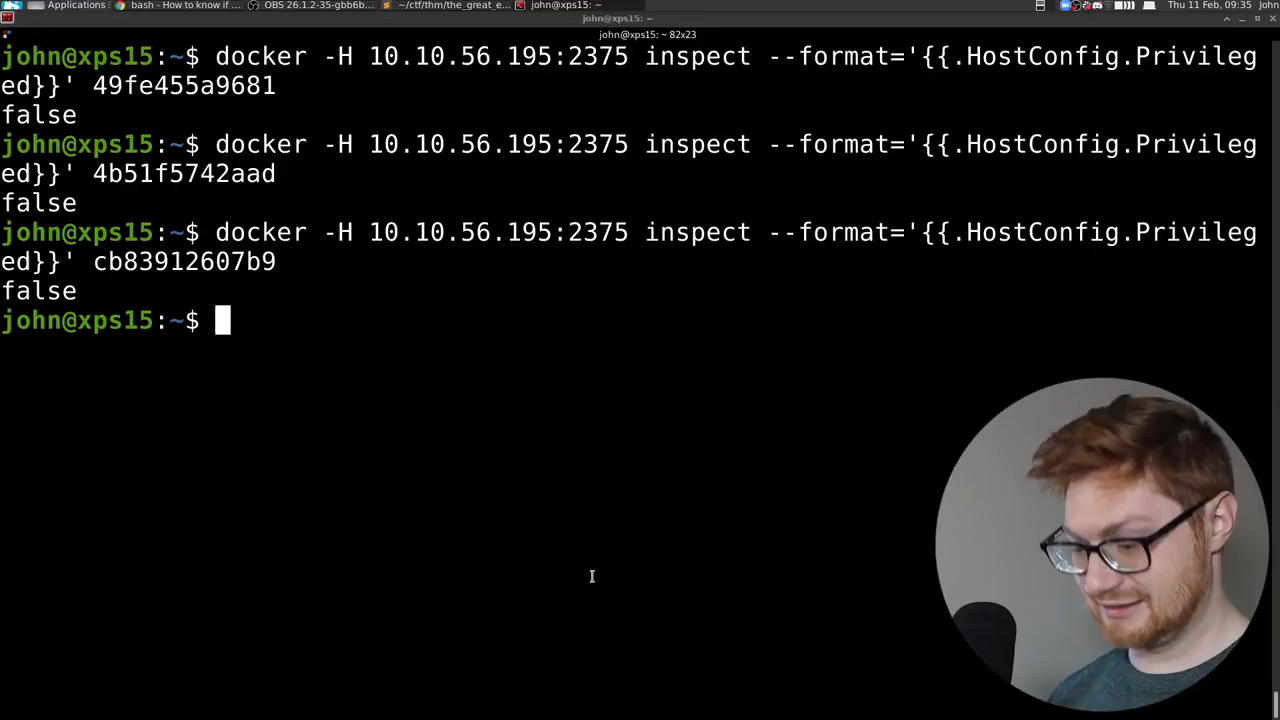 Applications
bash - How to know if ...
OBS 26.1.2-35-gbb6b...
~/ctf/thm/the_great_e...
john@xps15: ~
Thu 11 Feb, 09:35 John
john@xps15: ~
john@xps15: ~ 82x23
john@xps15:~$ docker -H 10.10.56.195:2375 inspect --format='{{.HostConfig.Privileg
ed}}' 49fe455a9681
false
john@xps15:~$ docker -H 10.10.56.195:2375 inspect --format='{{.HostConfig.Privileg
ed}}' 4b51f5742aad
false
john@xps15:~$ docker -H 10.10.56.195:2375 inspect --format='{{.HostConfig.Privileg
ed}}' cb83912607b9
false
john@xps15:~$